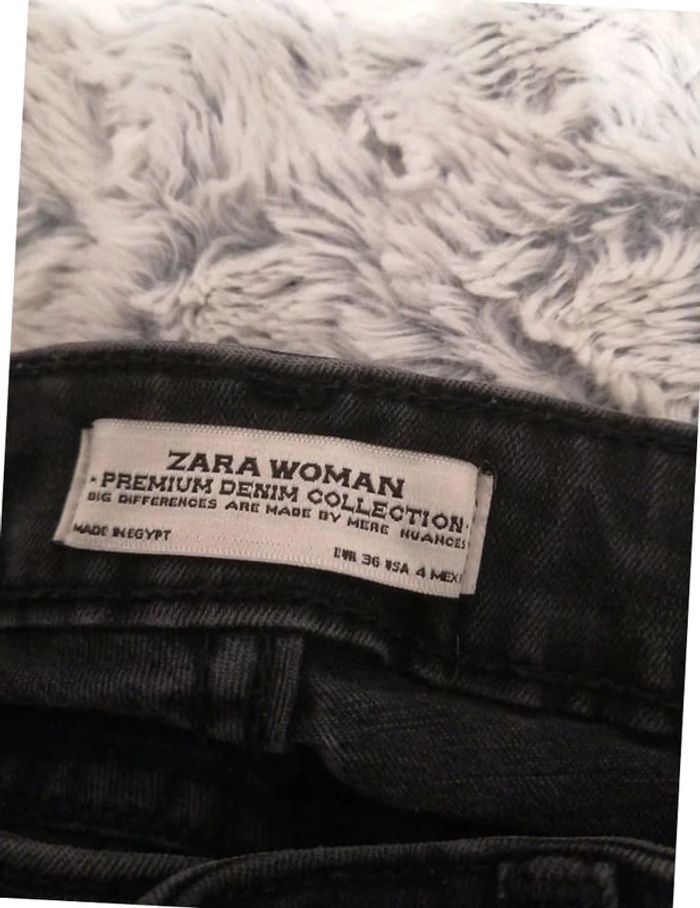 ZARA WOMAN
• PREMIUM DENIM COLLECTION •
BIG DIFFERENCES ARE MADE BY MERE NUANCES
MADE IN EGYPT
EUR 36 USA 4 MEX